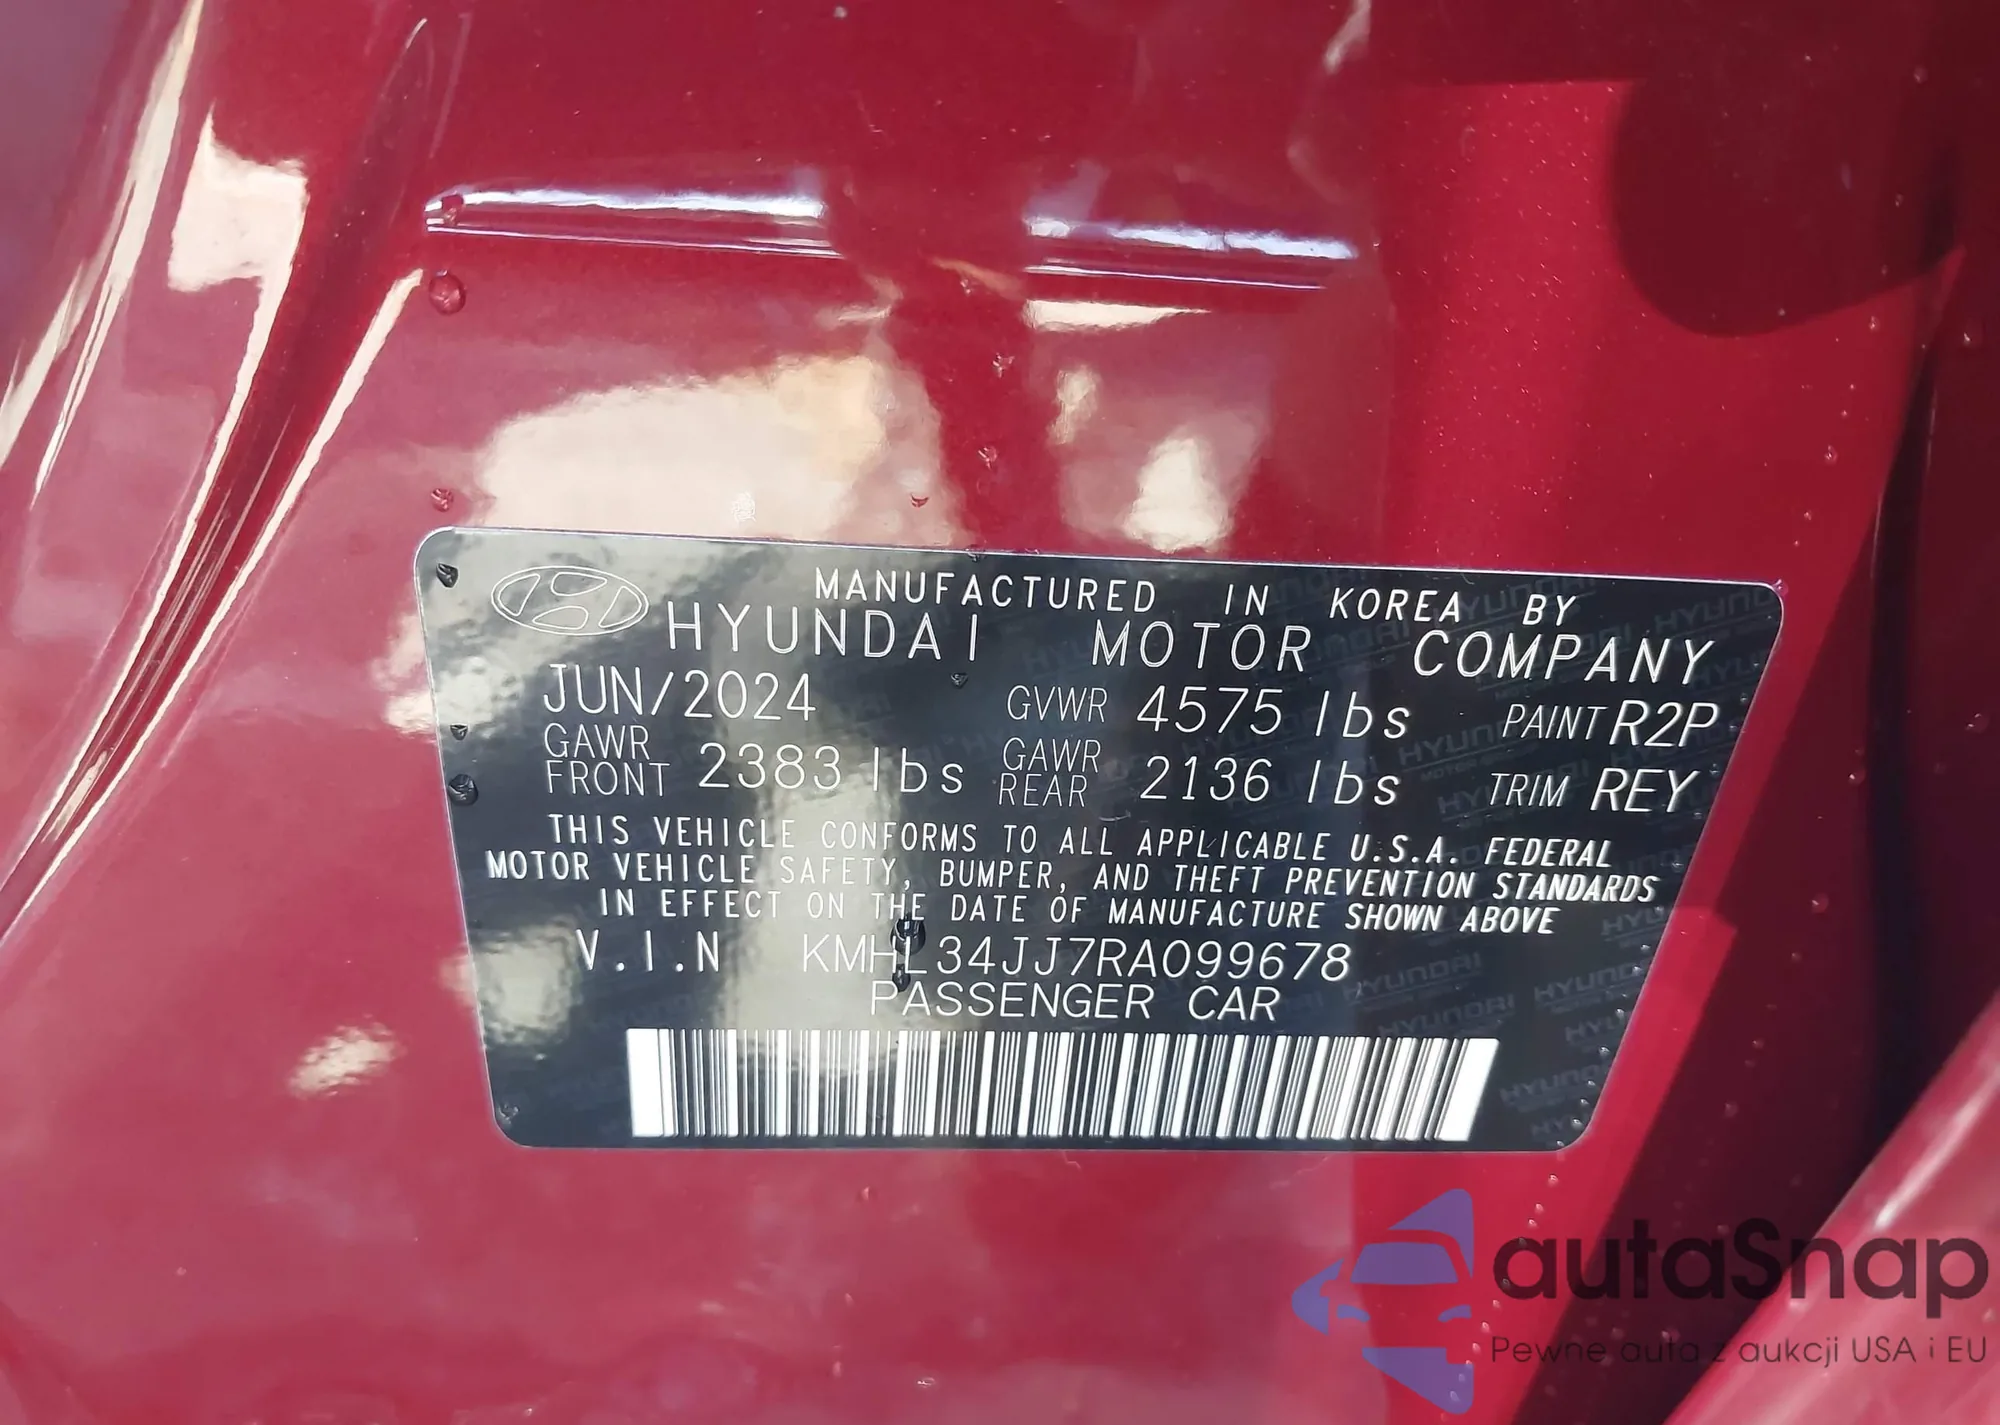 MANUFACTURED IN KOREA BY
HYUNDAI MOTOR COMPANY
JUN/2024 GVWR 4575 lbs PAINT R2P
GAWR FRONT 2383 lbs GAWR REAR 2136 lbs TRIM REY
THIS VEHICLE CONFORMS TO ALL APPLICABLE U.S.A. FEDERAL
MOTOR VEHICLE SAFETY, BUMPER, AND THEFT PREVENTION STANDARDS
IN EFFECT ON THE DATE OF MANUFACTURE SHOWN ABOVE
V.I.N KMHL34JJ7RA099678
PASSENGER CAR
autaSnap
Pewne auta z aukcji USA i EU